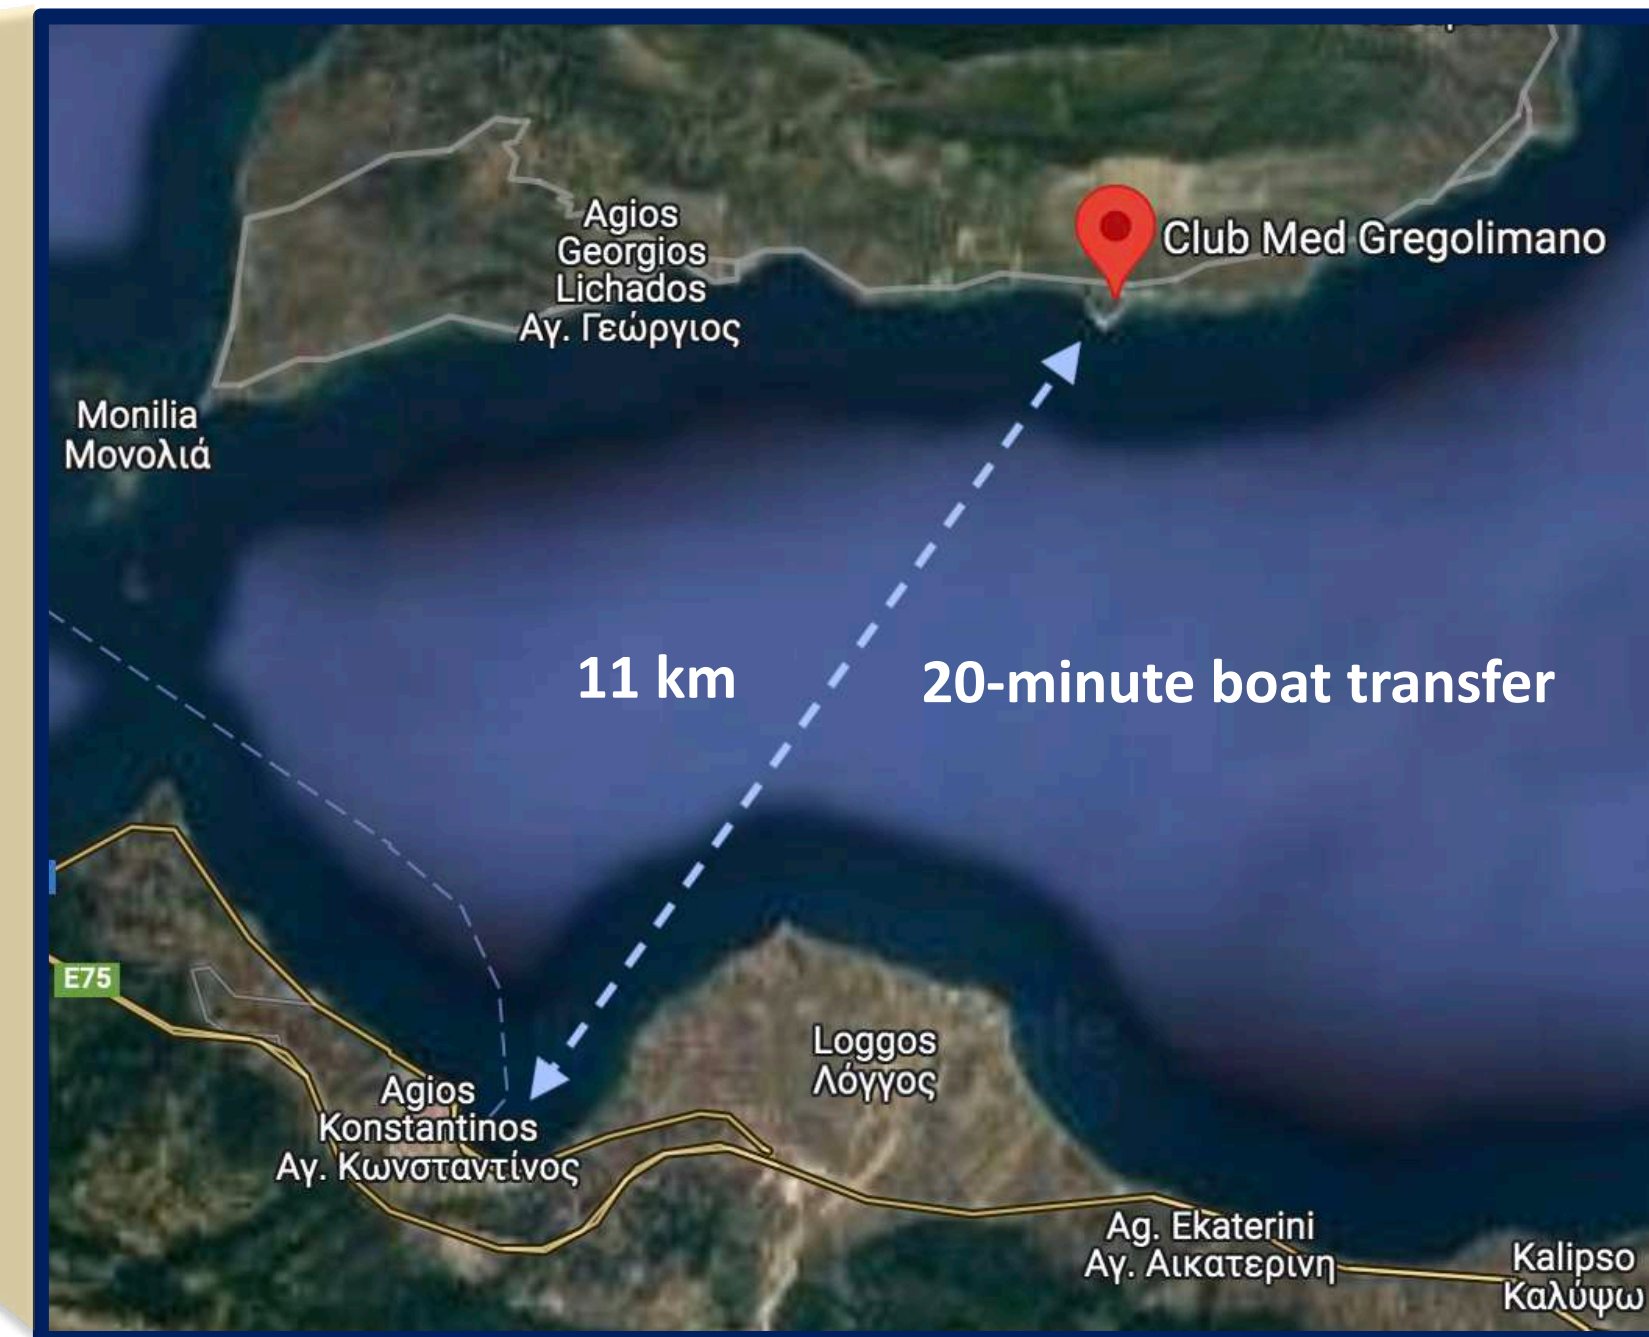 Agios
Georgios
Lichados
Αγ. Γεώργιος
Club Med Gregolimano
Monilia
Μονολιά
11 km
20-minute boat transfer
E75
Loggos
Λόγγος
Agios
Konstantinos
Αγ. Κωνσταντίνος
Ag. Ekaterini
Αγ. Αικατερίνη
Kalipso
Καλύψω